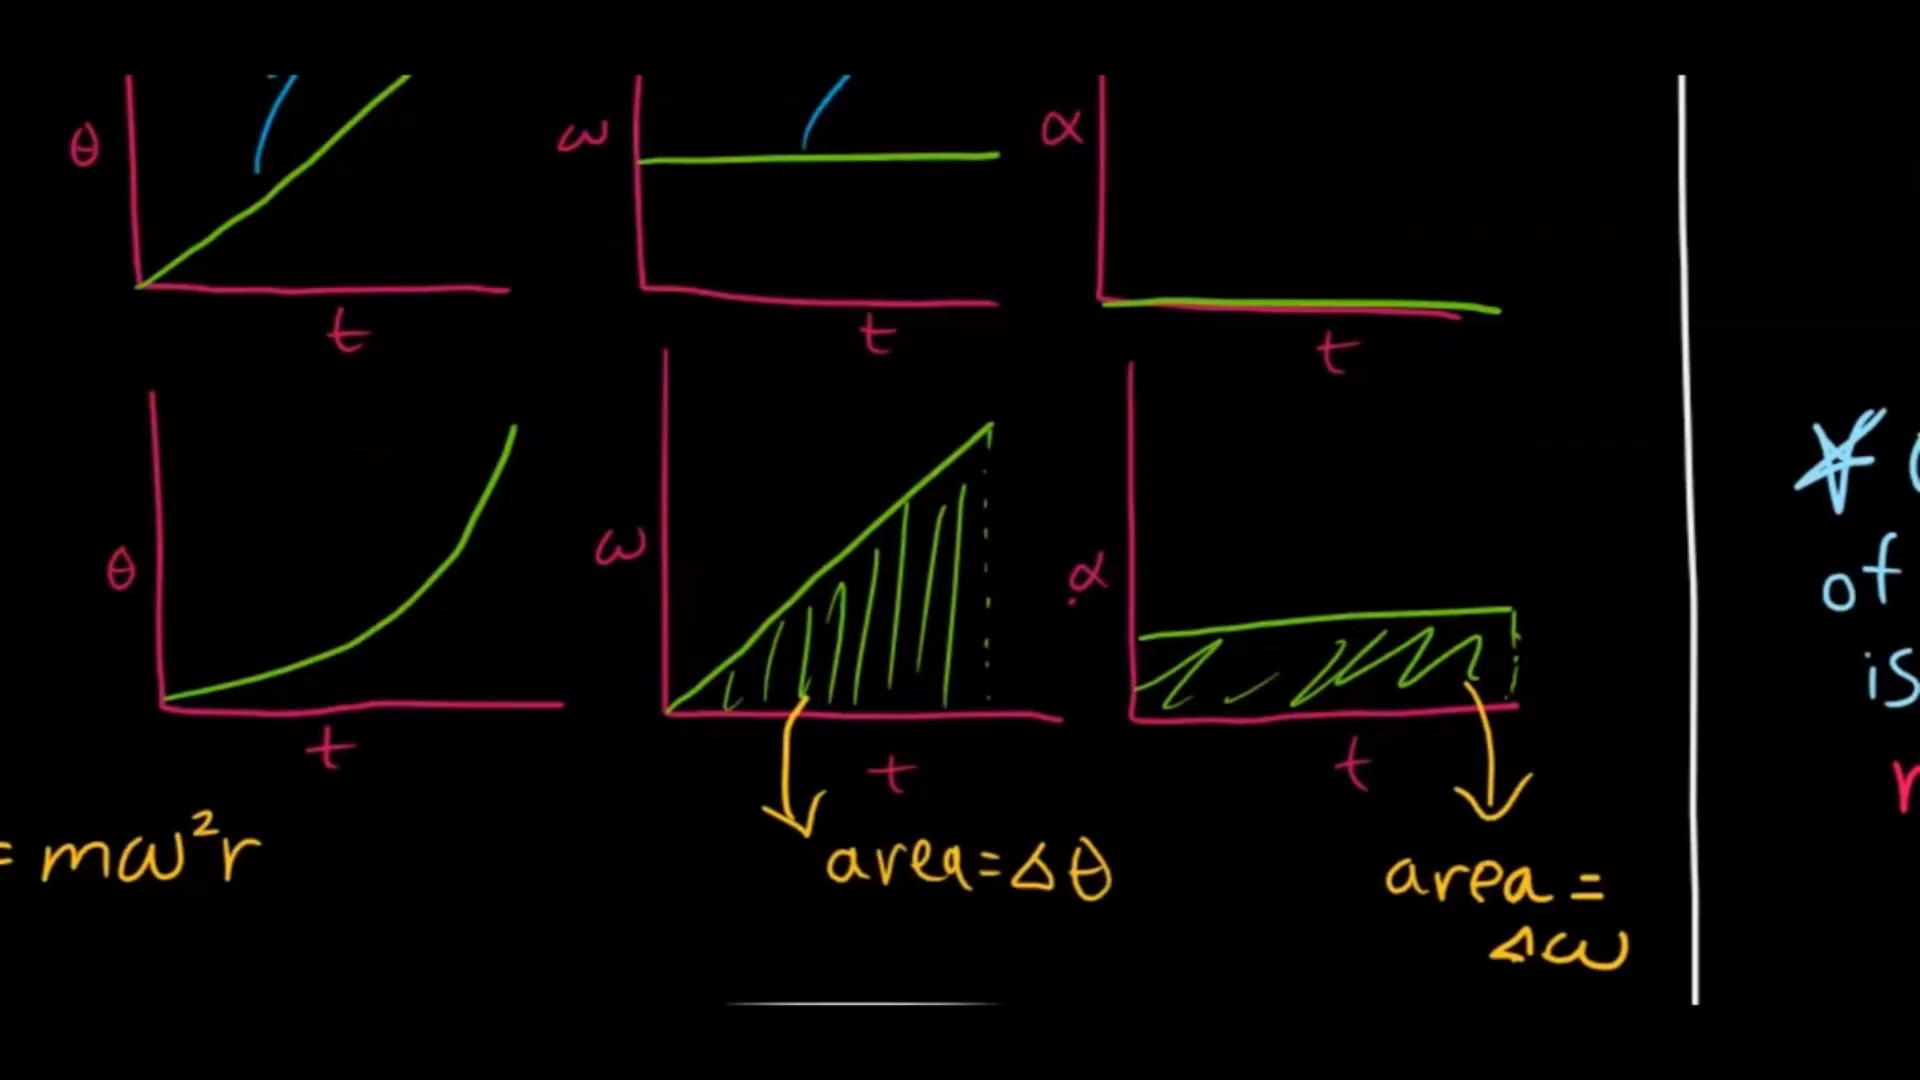 θ ω α
t t t
θ ω α
t t t
= mω²r
area = Δθ
area =
Δω
of
is